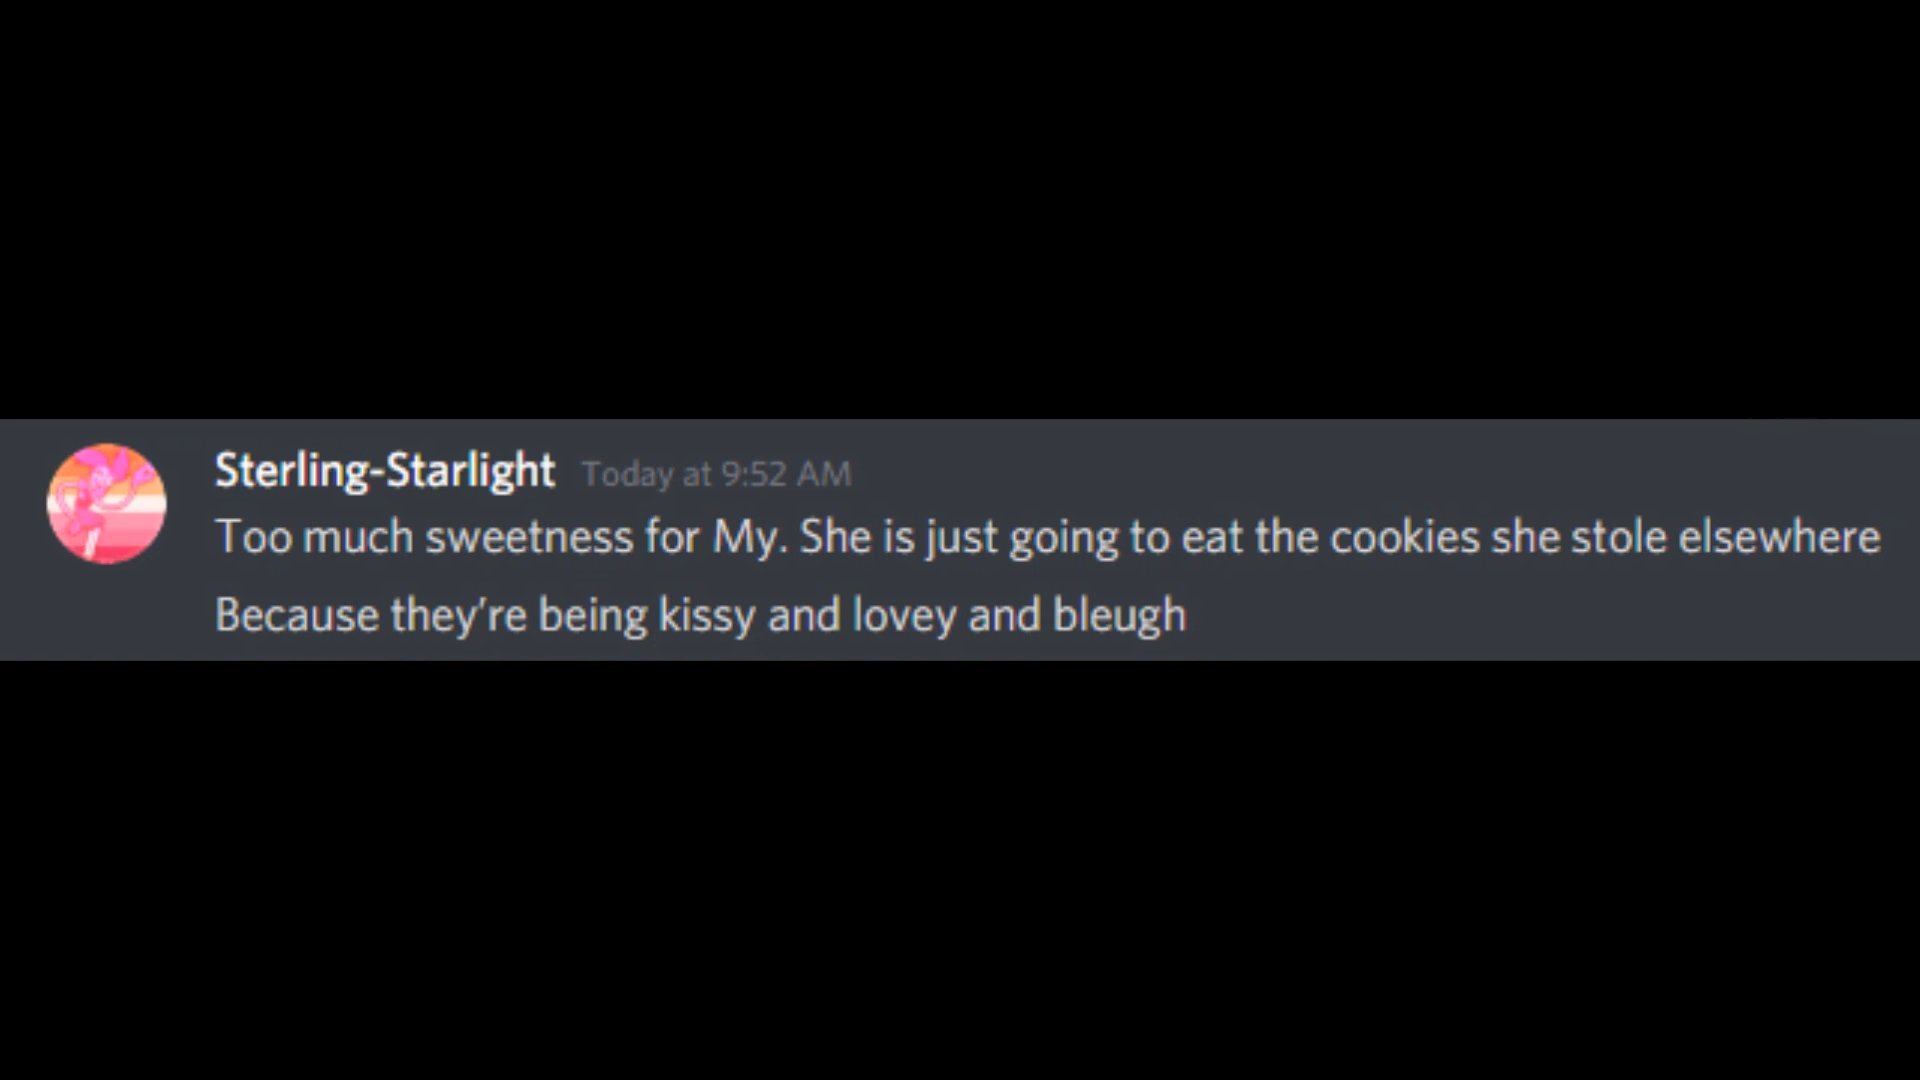 Sterling-Starlight Today at 9:52 AM
Too much sweetness for My. She is just going to eat the cookies she stole elsewhere
Because they're being kissy and lovey and bleugh